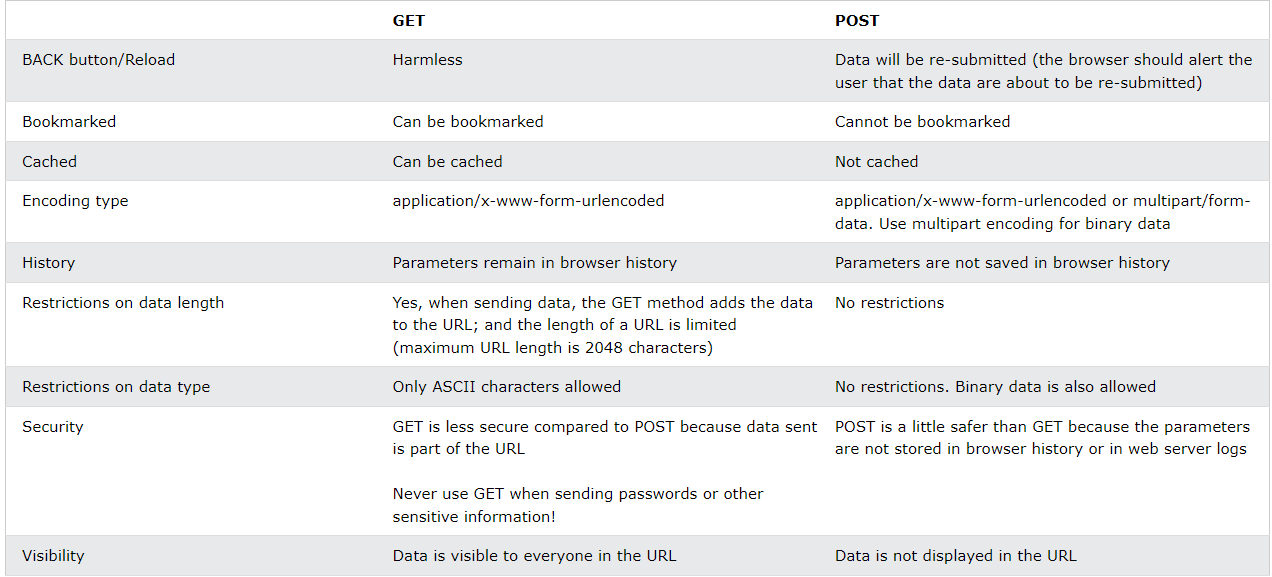 GET POST
BACK button/Reload Harmless Data will be re-submitted (the browser should alert the
user that the data are about to be re-submitted)
Bookmarked Can be bookmarked Cannot be bookmarked
Cached Can be cached Not cached
Encoding type application/x-www-form-urlencoded application/x-www-form-urlencoded or multipart/form-
data. Use multipart encoding for binary data
History Parameters remain in browser history Parameters are not saved in browser history
Restrictions on data length Yes, when sending data, the GET method adds the data No restrictions
to the URL; and the length of a URL is limited
(maximum URL length is 2048 characters)
Restrictions on data type Only ASCII characters allowed No restrictions. Binary data is also allowed
Security GET is less secure compared to POST because data sent POST is a little safer than GET because the parameters
is part of the URL are not stored in browser history or in web server logs
Never use GET when sending passwords or other
sensitive information!
Visibility Data is visible to everyone in the URL Data is not displayed in the URL